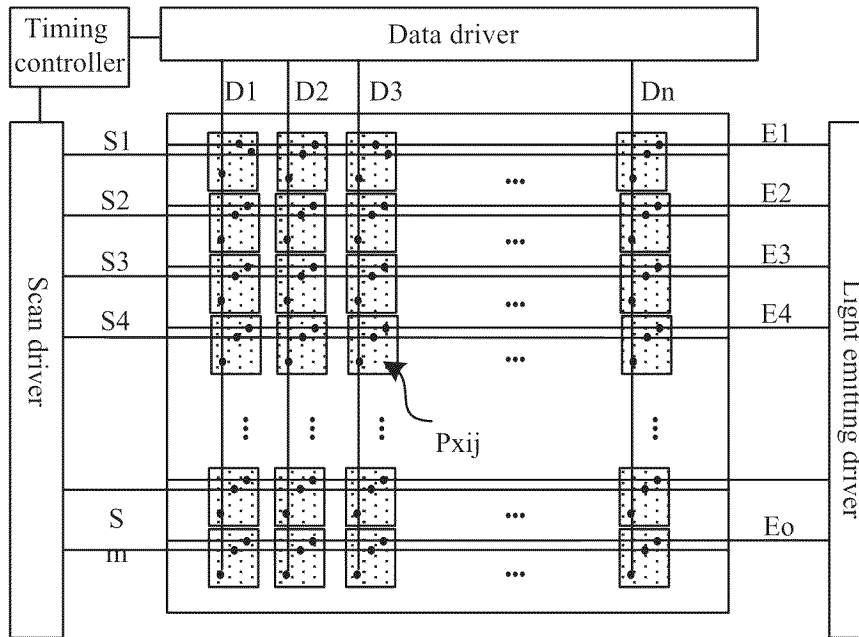 Timing
controller
Data driver
D1
D2
D3
Dn
S1
E1
S2
E2
S3
E3
S4
E4
Scan driver
Light emitting driver
...
...
...
...
...
...
...
...
Pxij
...
S
m
...
Eo
...